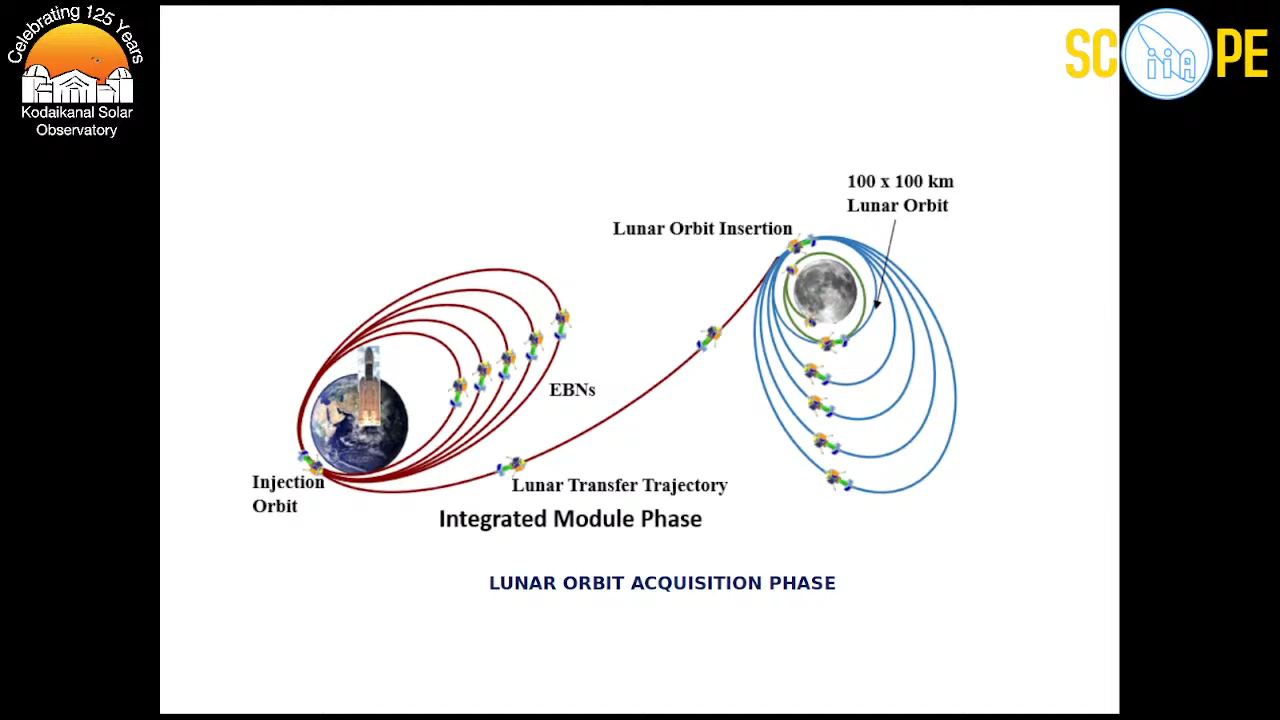 Celebrating 125 Years
Kodaikanal Solar
Observatory
SC iiA PE
100 x 100 km
Lunar Orbit
Lunar Orbit Insertion
EBNs
Injection
Orbit
Lunar Transfer Trajectory
Integrated Module Phase
LUNAR ORBIT ACQUISITION PHASE